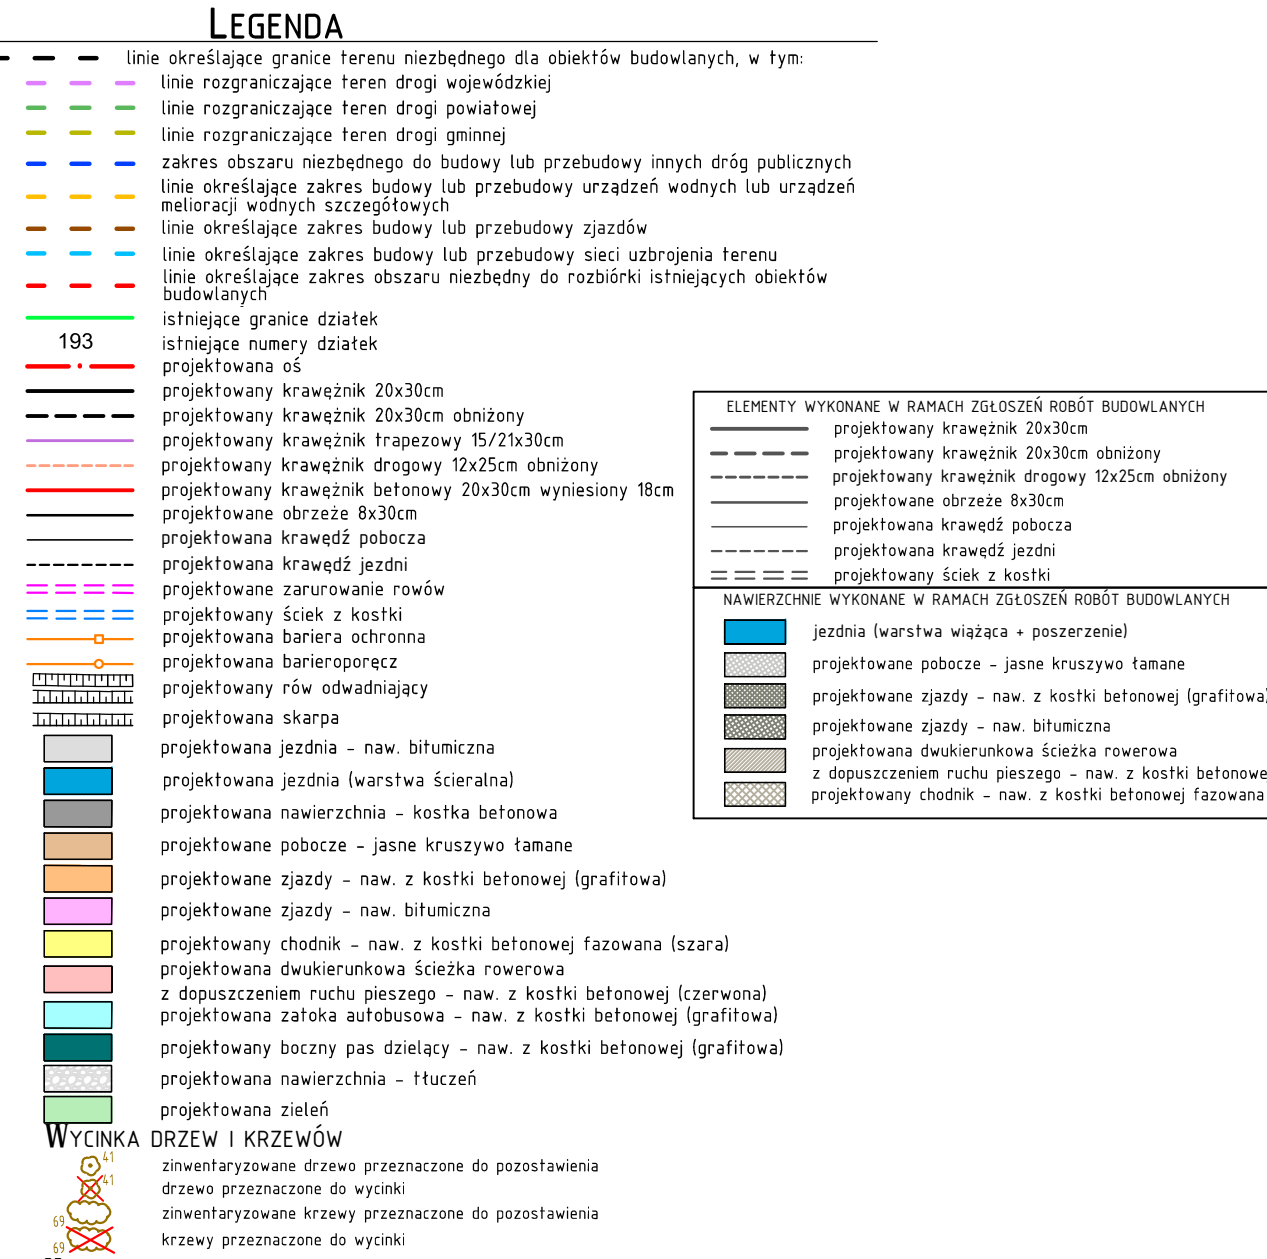 LEGENDA
linie określające granice terenu niezbędnego dla obiektów budowlanych, w tym:
linie rozgraniczające teren drogi wojewódzkiej
linie rozgraniczające teren drogi powiatowej
linie rozgraniczające teren drogi gminnej
zakres obszaru niezbędnego do budowy lub przebudowy innych dróg publicznych
linie określające zakres budowy lub przebudowy urządzeń wodnych lub urządzeń
melioracji wodnych szczegółowych
linie określające zakres budowy lub przebudowy zjazdów
linie określające zakres budowy lub przebudowy sieci uzbrojenia terenu
linie określające zakres obszaru niezbędny do rozbiórki istniejących obiektów
budowlanych
istniejące granice działek
193 istniejące numery działek
projektowana oś
projektowany krawężnik 20x30cm
projektowany krawężnik 20x30cm obniżony
projektowany krawężnik trapezowy 15/21x30cm
projektowany krawężnik drogowy 12x25cm obniżony
projektowany krawężnik betonowy 20x30cm wyniesiony 18cm
projektowane obrzeże 8x30cm
projektowana krawędź pobocza
projektowana krawędź jezdni
projektowane zarurowanie rowów
projektowany ściek z kostki
projektowana bariera ochronna
projektowana barieroporęcz
projektowany rów odwadniający
projektowana skarpa
projektowana jezdnia - naw. bitumiczna
projektowana jezdnia (warstwa ścieralna)
projektowana nawierzchnia - kostka betonowa
projektowane pobocze - jasne kruszywo łamane
projektowane zjazdy - naw. z kostki betonowej (grafitowa)
projektowane zjazdy - naw. bitumiczna
projektowany chodnik - naw. z kostki betonowej fazowana (szara)
projektowana dwukierunkowa ścieżka rowerowa
z dopuszczeniem ruchu pieszego - naw. z kostki betonowej (czerwona)
projektowana zatoka autobusowa - naw. z kostki betonowej (grafitowa)
projektowany boczny pas dzielący - naw. z kostki betonowej (grafitowa)
projektowana nawierzchnia - tłuczeń
projektowana zieleń
WYCINKA DRZEW I KRZEWÓW
41 zinwentaryzowane drzewo przeznaczone do pozostawienia
41 drzewo przeznaczone do wycinki
69 zinwentaryzowane krzewy przeznaczone do pozostawienia
69 krzewy przeznaczone do wycinki
ELEMENTY WYKONANE W RAMACH ZGŁOSZEŃ ROBÓT BUDOWLANYCH
projektowany krawężnik 20x30cm
projektowany krawężnik 20x30cm obniżony
projektowany krawężnik drogowy 12x25cm obniżony
projektowane obrzeże 8x30cm
projektowana krawędź pobocza
projektowana krawędź jezdni
projektowany ściek z kostki
NAWIERZCHNIE WYKONANE W RAMACH ZGŁOSZEŃ ROBÓT BUDOWLANYCH
jezdnia (warstwa wiążąca + poszerzenie)
projektowane pobocze - jasne kruszywo łamane
projektowane zjazdy - naw. z kostki betonowej (grafitowa)
projektowane zjazdy - naw. bitumiczna
projektowana dwukierunkowa ścieżka rowerowa
z dopuszczeniem ruchu pieszego - naw. z kostki betonowe
projektowany chodnik - naw. z kostki betonowej fazowana